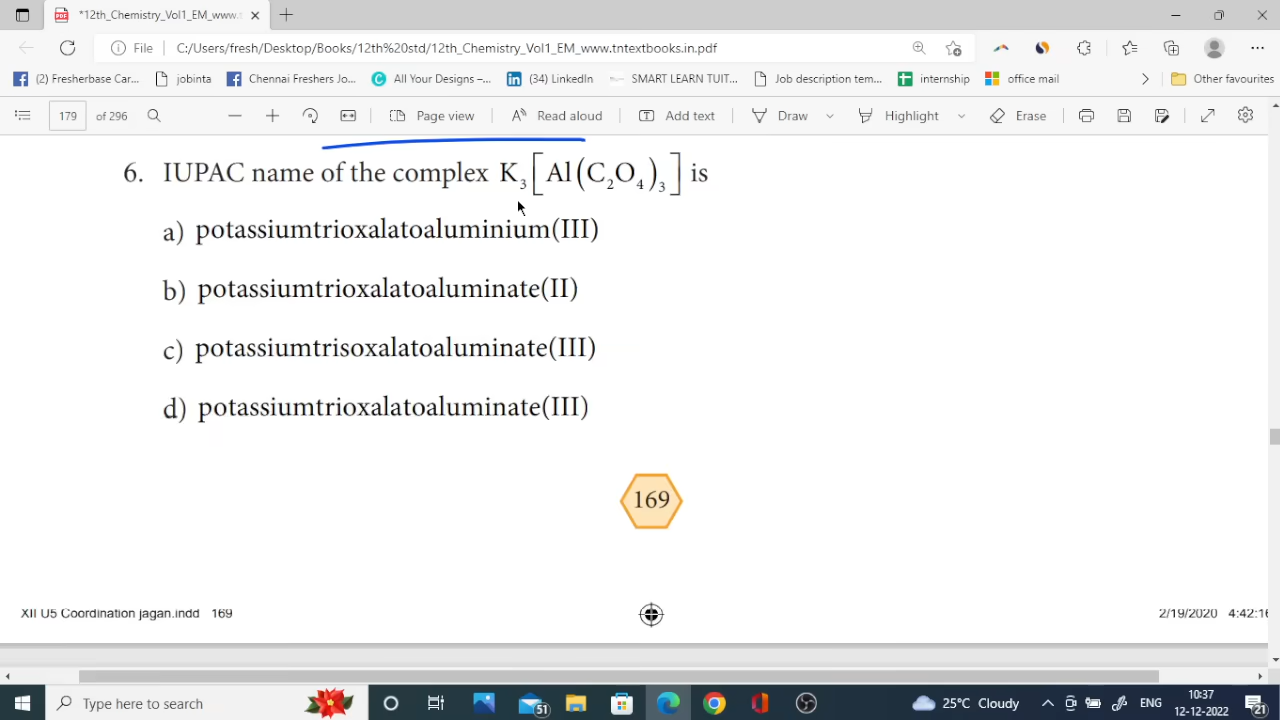 *12th_Chemistry_Vol1_EM_www.t
File C:/Users/fresh/Desktop/Books/12th%20std/12th_Chemistry_Vol1_EM_www.tntextbooks.in.pdf
(2) Fresherbase Car... jobinta Chennai Freshers Jo... All Your Designs –... (34) LinkedIn SMART LEARN TUIT... Job description tem... internship office mail Other favourites
179 of 296 Page view Read aloud Add text Draw Highlight Erase
6. IUPAC name of the complex K₃[Al(C₂O₄)₃] is
a) potassiumtrioxalatoaluminium(III)
b) potassiumtrioxalatoaluminate(II)
c) potassiumtrisoxalatoaluminate(III)
d) potassiumtrioxalatoaluminate(III)
169
XII U5 Coordination jagan.indd 169 2/19/2020 4:42:16
Type here to search 51 25°C Cloudy ENG 10:37
12-12-2022 21